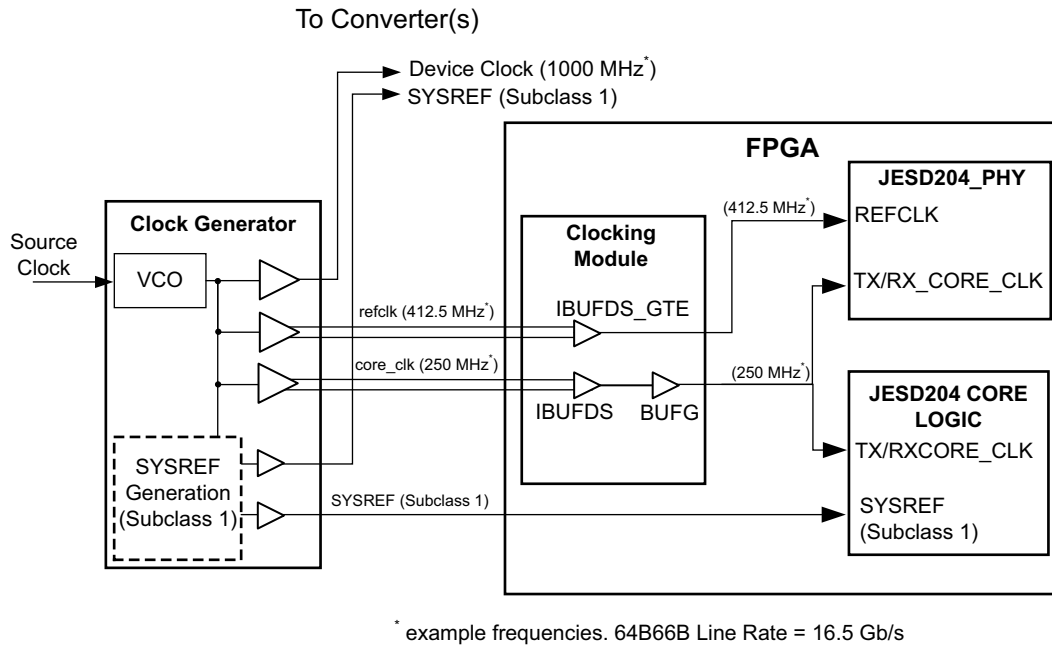 To Converter(s)
Device Clock (1000 MHz*)
SYSREF (Subclass 1)
FPGA
JESD204_PHY
REFCLK
TX/RX_CORE_CLK
(412.5 MHz*)
Clock Generator
Source
Clock
VCO
Clocking
Module
refclk (412.5 MHz*)
IBUFDS_GTE
core_clk (250 MHz*)
IBUFDS
BUFG
(250 MHz*)
JESD204 CORE
LOGIC
TX/RXCORE_CLK
SYSREF
(Subclass 1)
SYSREF
Generation
(Subclass 1)
SYSREF (Subclass 1)
* example frequencies. 64B66B Line Rate = 16.5 Gb/s